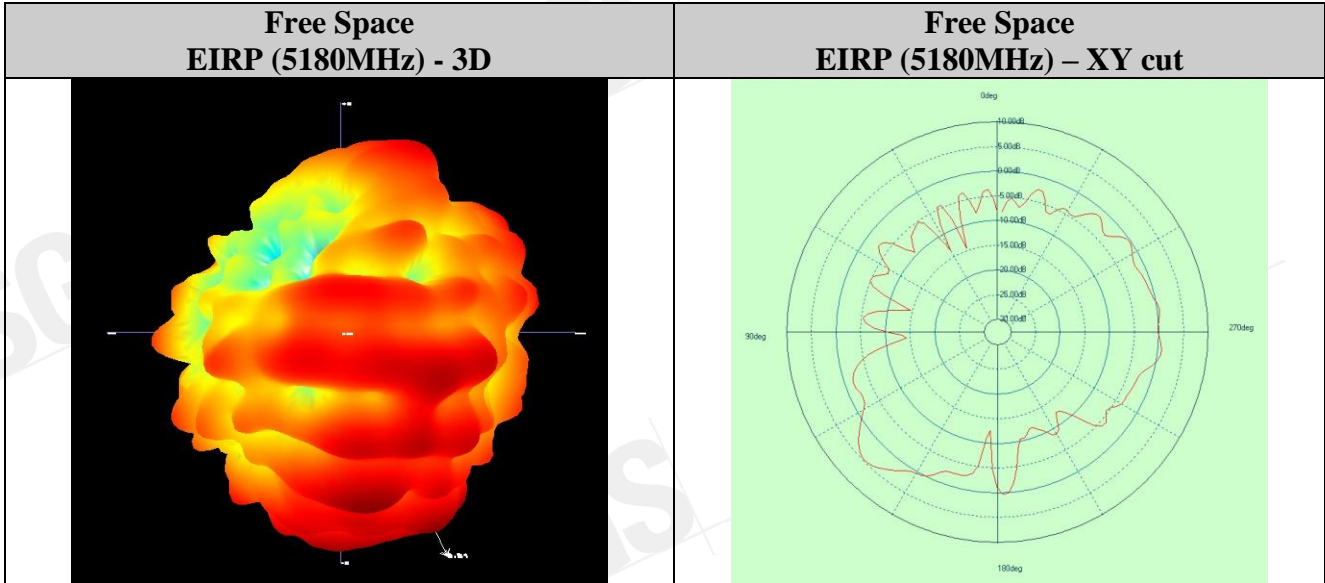 Free Space
EIRP (5180MHz) - 3D
Free Space
EIRP (5180MHz) – XY cut
0deg
10.00dB
5.00dB
0.00dB
-5.00dB
-10.00dB
-15.00dB
-20.00dB
-25.00dB
-30.00dB
90deg
270deg
180deg